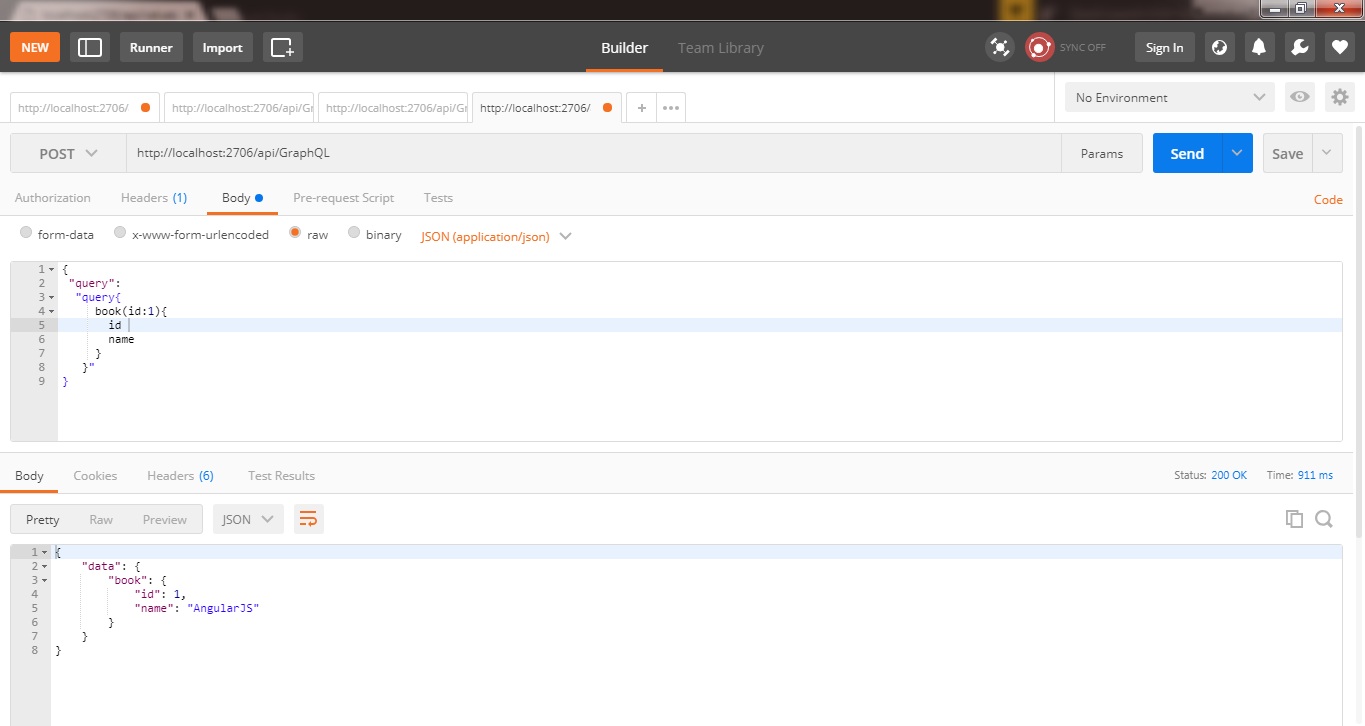 NEW Runner Import Builder Team Library SYNC OFF Sign In
http://localhost:2706/ http://localhost:2706/api/Gr http://localhost:2706/api/Gr http://localhost:2706/ + ••• No Environment
POST http://localhost:2706/api/GraphQL Params Send Save
Authorization Headers (1) Body Pre-request Script Tests Code
form-data x-www-form-urlencoded raw binary JSON (application/json)
1 {
2 "query":
3 "query{
4 book(id:1){
5 id
6 name
7 }
8 }"
9 }
Body Cookies Headers (6) Test Results Status: 200 OK Time: 911 ms
Pretty Raw Preview JSON
1 {
2 "data": {
3 "book": {
4 "id": 1,
5 "name": "AngularJS"
6 }
7 }
8 }